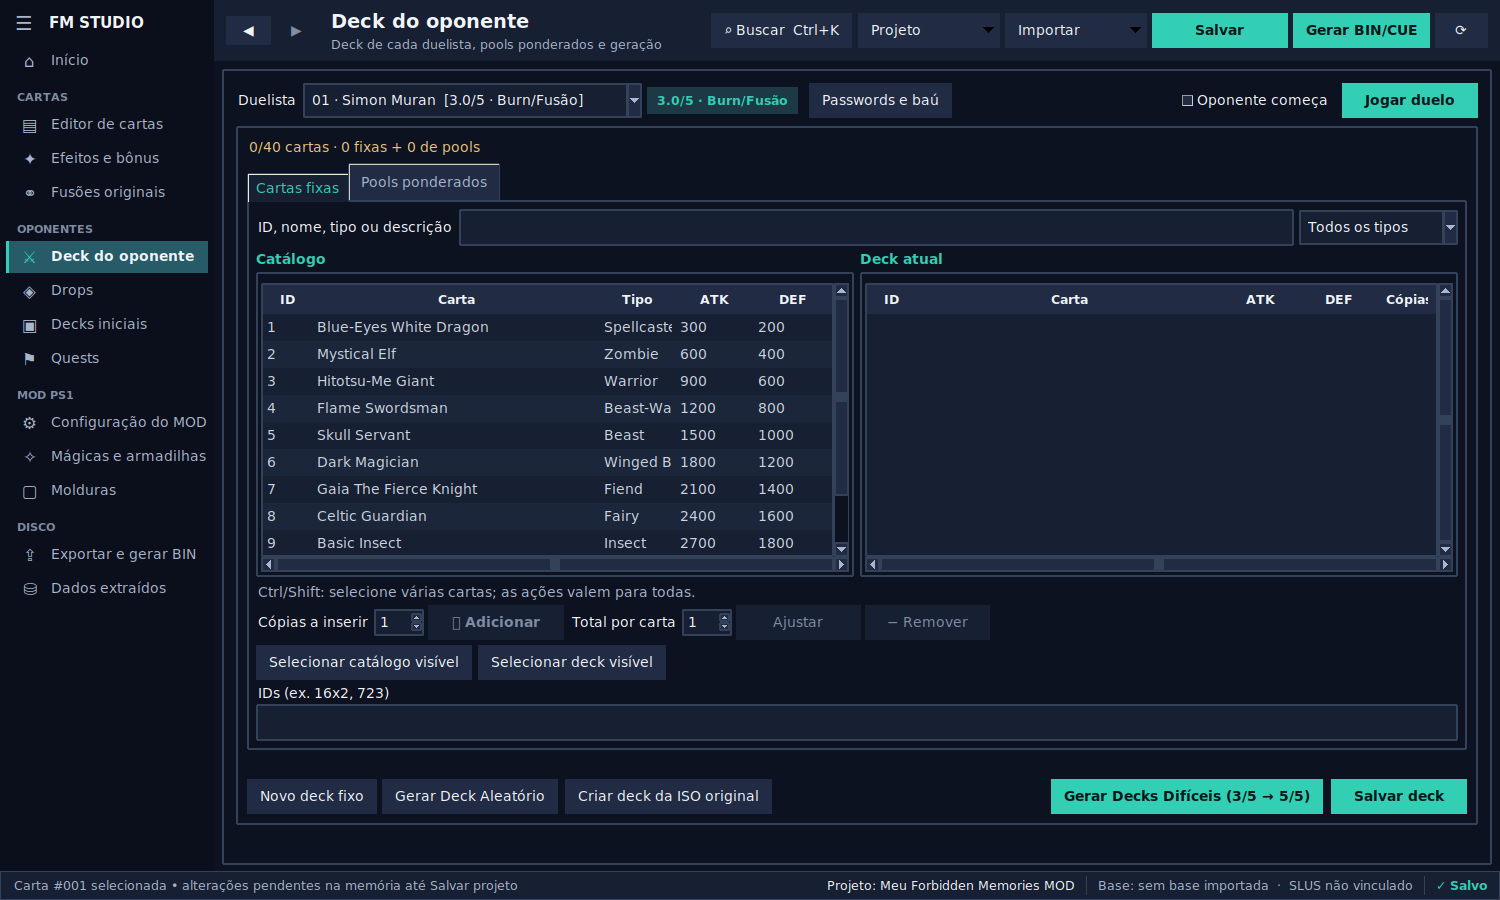 ☰ FM STUDIO
⌂ Início
CARTAS
▤ Editor de cartas
✦ Efeitos e bônus
⚭ Fusões originais
OPONENTES
⚔ Deck do oponente
◈ Drops
▣ Decks iniciais
⚑ Quests
MOD PS1
⚙ Configuração do MOD
✧ Mágicas e armadilhas
▢ Molduras
DISCO
⇪ Exportar e gerar BIN
⛁ Dados extraídos
◀ ▶
Deck do oponente
Deck de cada duelista, pools ponderados e geração
⌕ Buscar Ctrl+K
Projeto
Importar
Salvar
Gerar BIN/CUE
⟳
Duelista
01 · Simon Muran [3.0/5 · Burn/Fusão]
3.0/5 · Burn/Fusão
Passwords e baú
Oponente começa
Jogar duelo
0/40 cartas · 0 fixas + 0 de pools
Cartas fixas
Pools ponderados
ID, nome, tipo ou descrição
Todos os tipos
Catálogo
ID Carta Tipo ATK DEF
1 Blue-Eyes White Dragon Spellcaste 300 200
2 Mystical Elf Zombie 600 400
3 Hitotsu-Me Giant Warrior 900 600
4 Flame Swordsman Beast-Wa 1200 800
5 Skull Servant Beast 1500 1000
6 Dark Magician Winged B 1800 1200
7 Gaia The Fierce Knight Fiend 2100 1400
8 Celtic Guardian Fairy 2400 1600
9 Basic Insect Insect 2700 1800
Deck atual
ID Carta ATK DEF Cópias
Ctrl/Shift: selecione várias cartas; as ações valem para todas.
Cópias a inserir 1 Adicionar Total por carta 1 Ajustar − Remover
Selecionar catálogo visível
Selecionar deck visível
IDs (ex. 16x2, 723)
Novo deck fixo
Gerar Deck Aleatório
Criar deck da ISO original
Gerar Decks Difíceis (3/5 → 5/5)
Salvar deck
Carta #001 selecionada • alterações pendentes na memória até Salvar projeto
Projeto: Meu Forbidden Memories MOD
Base: sem base importada · SLUS não vinculado
✓ Salvo